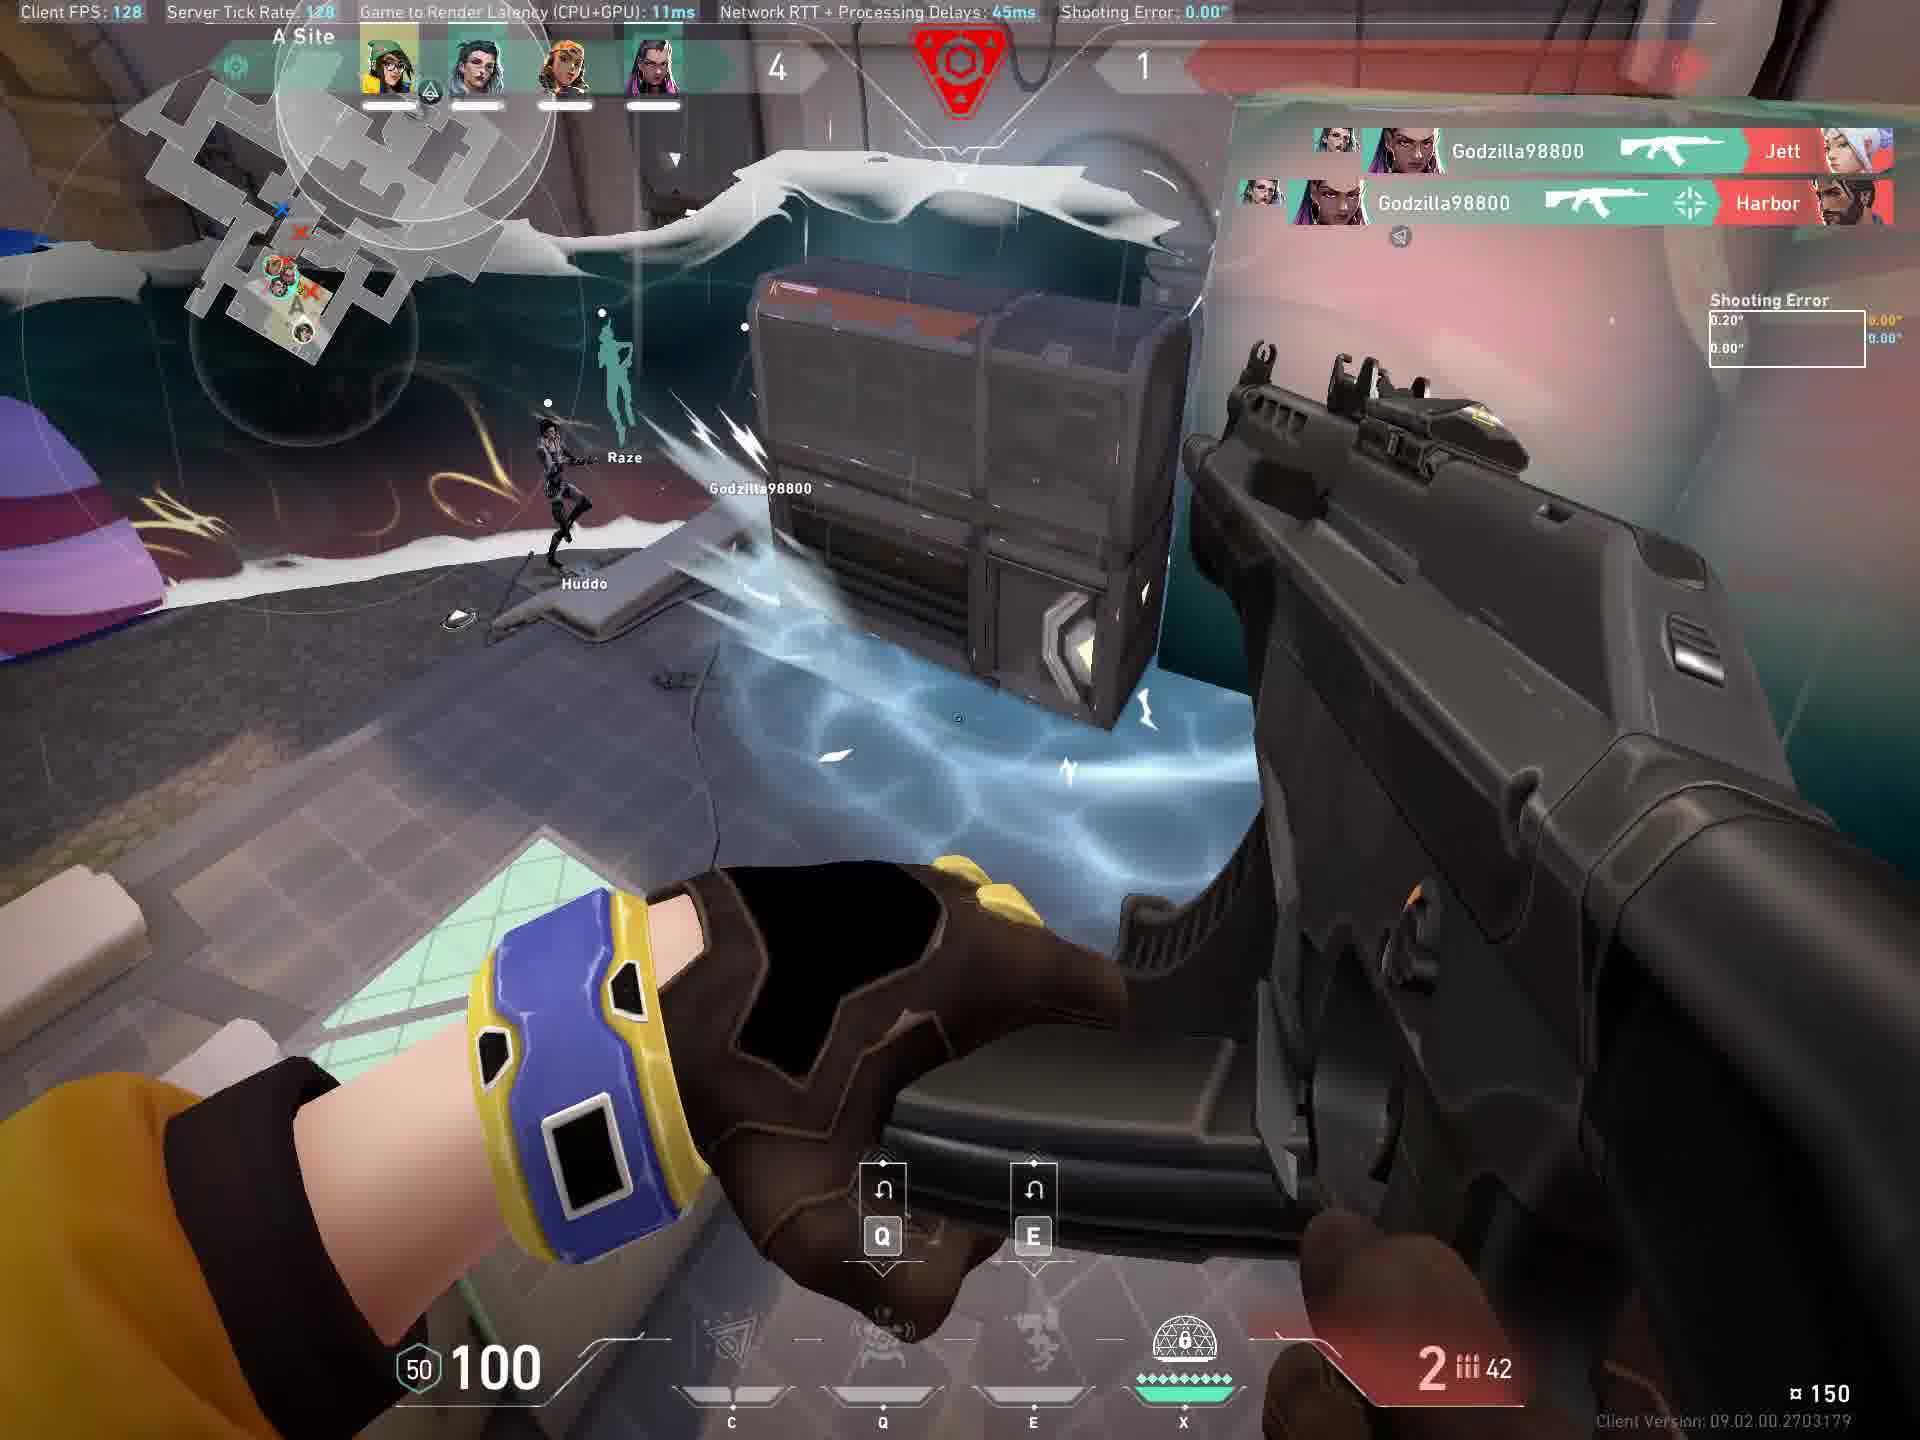 Client FPS: 128 Server Tick Rate: 128 Game to Render Latency (CPU+GPU): 11ms Network RTT + Processing Delays: 45ms Shooting Error: 0.00°
A Site
4
1
Godzilla98800 Jett
Godzilla98800 Harbor
Shooting Error
0.20°
0.00°
0.00°
0.00°
A
Raze
Godzilla98800
Huddo
Q
E
50 100
2 42
¤ 150
C
Q
E
X
Client Version: 09.02.00.2703179